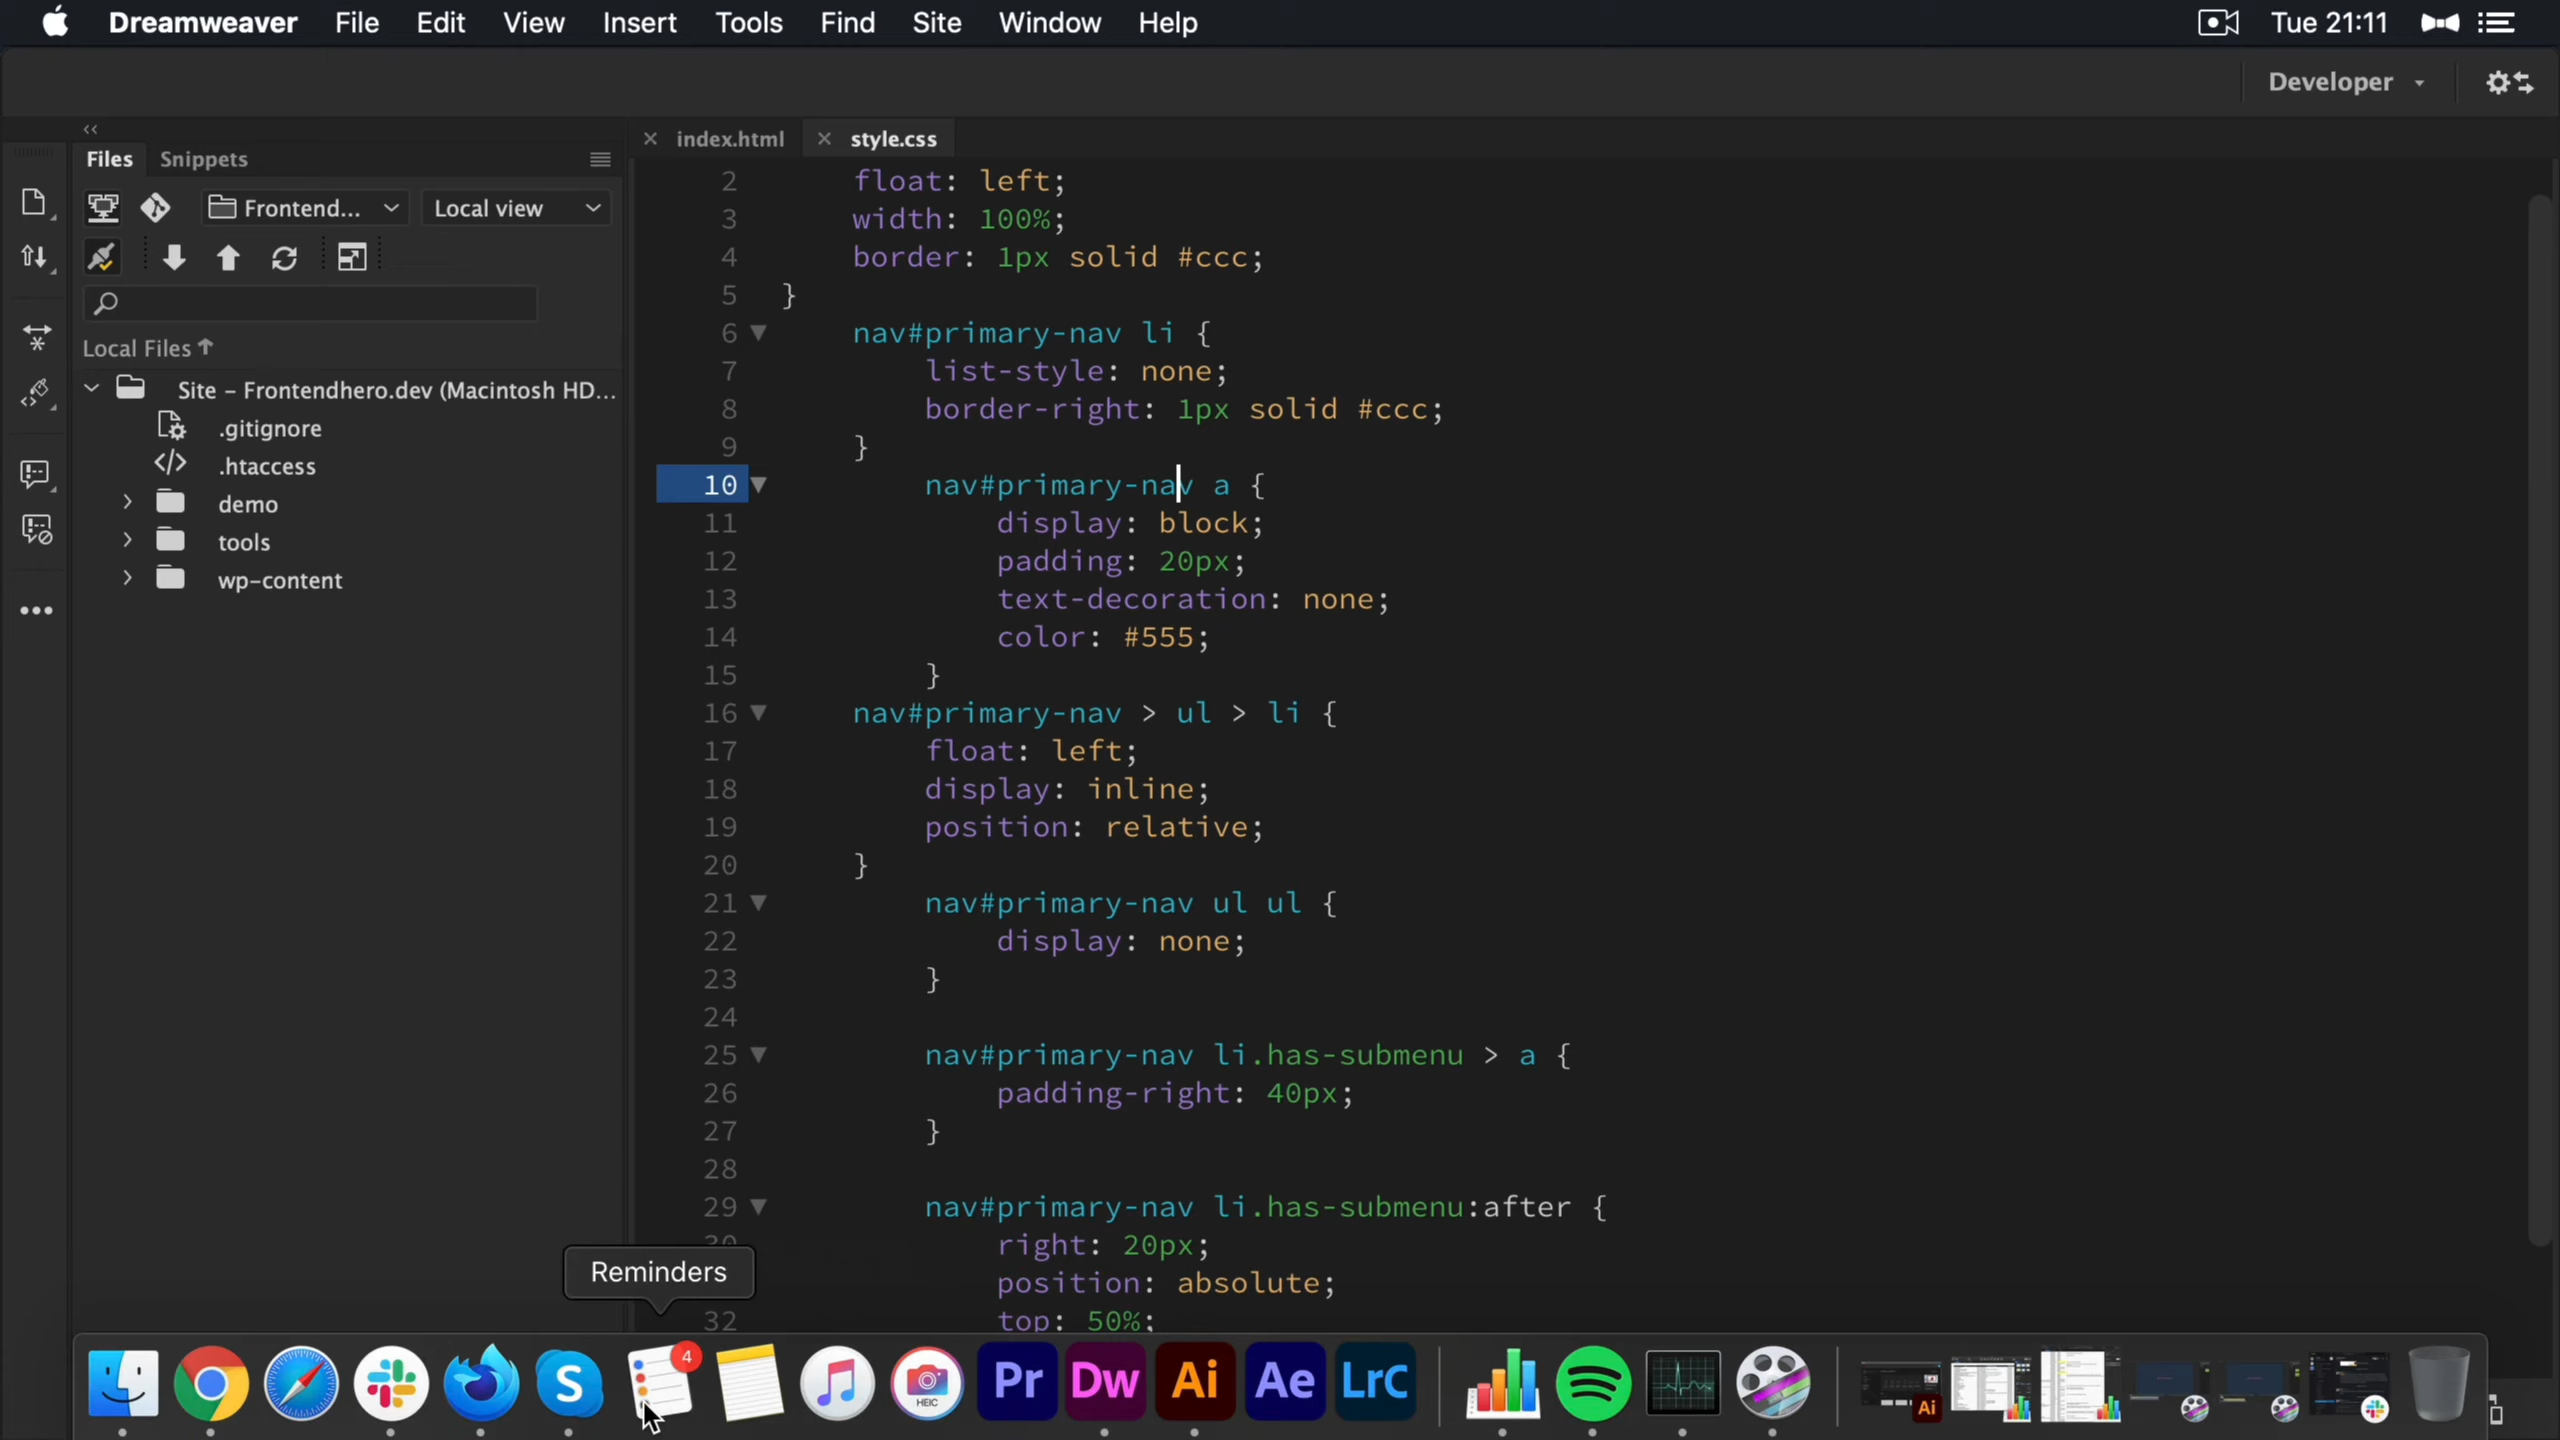 Dreamweaver File Edit View Insert Tools Find Site Window Help Tue 21:11
Developer
Files Snippets
Frontend... Local view
Local Files
Site – Frontendhero.dev (Macintosh HD...
.gitignore
.htaccess
demo
tools
wp-content
index.html style.css
2 float: left;
3 width: 100%;
4 border: 1px solid #ccc;
5 }
6 nav#primary-nav li {
7 list-style: none;
8 border-right: 1px solid #ccc;
9 }
10 nav#primary-nav a {
11 display: block;
12 padding: 20px;
13 text-decoration: none;
14 color: #555;
15 }
16 nav#primary-nav > ul > li {
17 float: left;
18 display: inline;
19 position: relative;
20 }
21 nav#primary-nav ul ul {
22 display: none;
23 }
24
25 nav#primary-nav li.has-submenu > a {
26 padding-right: 40px;
27 }
28
29 nav#primary-nav li.has-submenu:after {
30 right: 20px;
position: absolute;
32 top: 50%;
Reminders
S 4 HEIC Pr Dw Ai Ae LrC Ai